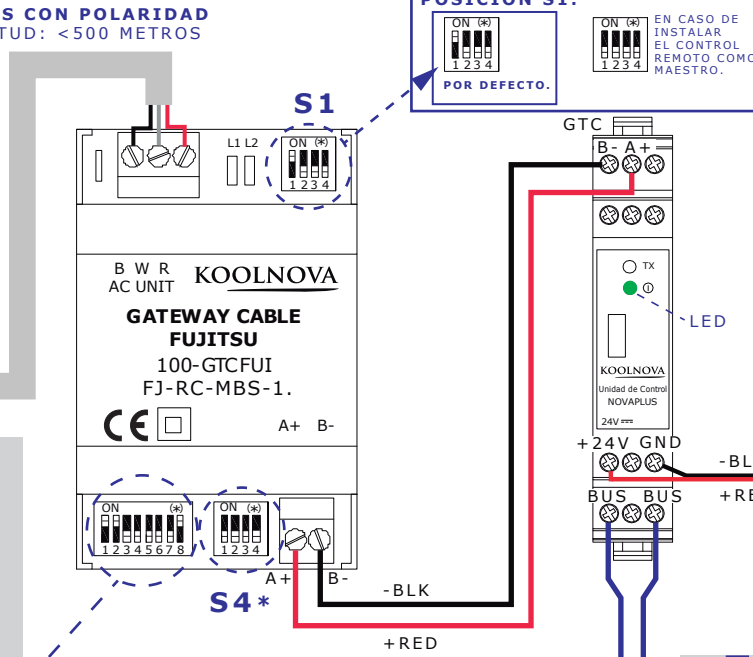 S CON POLARIDAD
TUD: <500 METROS
POSICIÓN S1:
ON (*)
1 2 3 4
POR DEFECTO.
ON (*)
1 2 3 4
EN CASO DE
INSTALAR
EL CONTROL
REMOTO COMO
MAESTRO.
S1
L1 L2
ON (*)
1 2 3 4
B W R
AC UNIT
KOOLNOVA
GATEWAY CABLE
FUJITSU
100-GTCFUI
FJ-RC-MBS-1.
CE
A+ B-
ON (*)
1 2 3 4 5 6 7 8
ON (*)
1 2 3 4
A+ B-
S4*
-BLK
+RED
GTC
B- A+
TX
LED
KOOLNOVA
Unidad de Control
NOVAPLUS
24V
+24V GND
-BL
+RE
BUS BUS